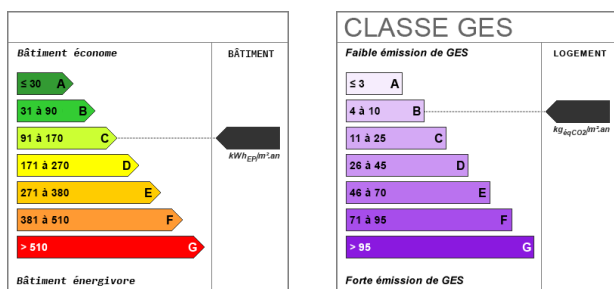 Bâtiment économe
BÂTIMENT
≤ 30 A
31 à 90 B
91 à 170 C
kWhEP/m².an
171 à 270 D
271 à 380 E
381 à 510 F
> 510 G
Bâtiment énergivore
CLASSE GES
Faible émission de GES
LOGEMENT
≤ 3 A
4 à 10 B
11 à 25 C
kgéqCO2/m².an
26 à 45 D
46 à 70 E
71 à 95 F
> 95 G
Forte émission de GES